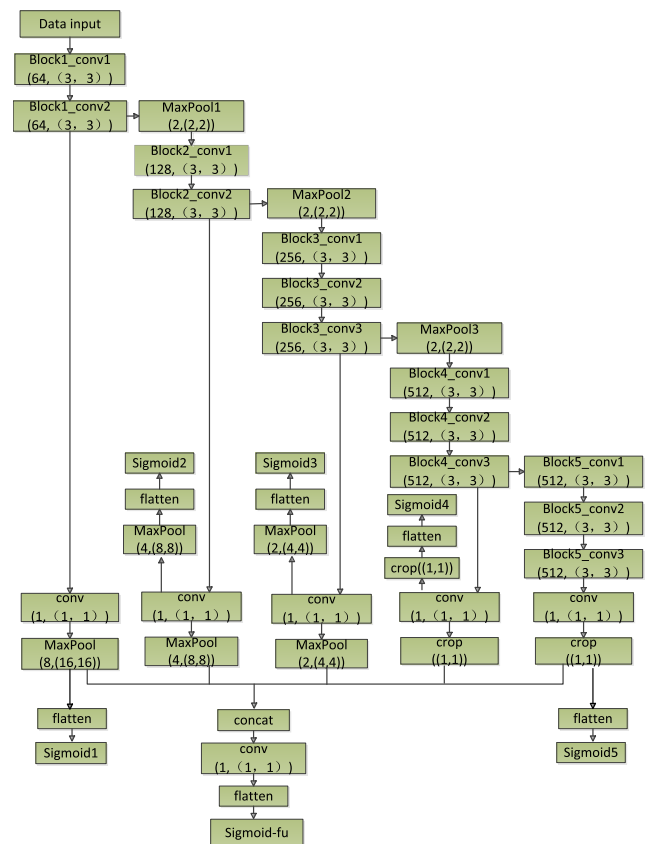 Data input
Block1_conv1
(64,（3，3）)
Block1_conv2
(64,（3，3）)
MaxPool1
(2,(2,2))
Block2_conv1
(128,（3，3）)
Block2_conv2
(128,（3，3）)
MaxPool2
(2,(2,2))
Block3_conv1
(256,（3，3）)
Block3_conv2
(256,（3，3）)
Block3_conv3
(256,（3，3）)
MaxPool3
(2,(2,2))
Block4_conv1
(512,（3，3）)
Block4_conv2
(512,（3，3）)
Block4_conv3
(512,（3，3）)
Block5_conv1
(512,（3，3）)
Block5_conv2
(512,（3，3）)
Block5_conv3
(512,（3，3）)
Sigmoid2
flatten
MaxPool
(4,(8,8))
Sigmoid3
flatten
MaxPool
(2,(4,4))
Sigmoid4
flatten
crop((1,1))
conv
(1,（1，1）)
conv
(1,（1，1）)
conv
(1,（1，1）)
conv
(1,（1，1）)
conv
(1,（1，1）)
MaxPool
(8,(16,16))
MaxPool
(4,(8,8))
MaxPool
(2,(4,4))
crop
((1,1))
crop
((1,1))
flatten
Sigmoid1
concat
conv
(1,（1，1）)
flatten
Sigmoid-fu
flatten
Sigmoid5